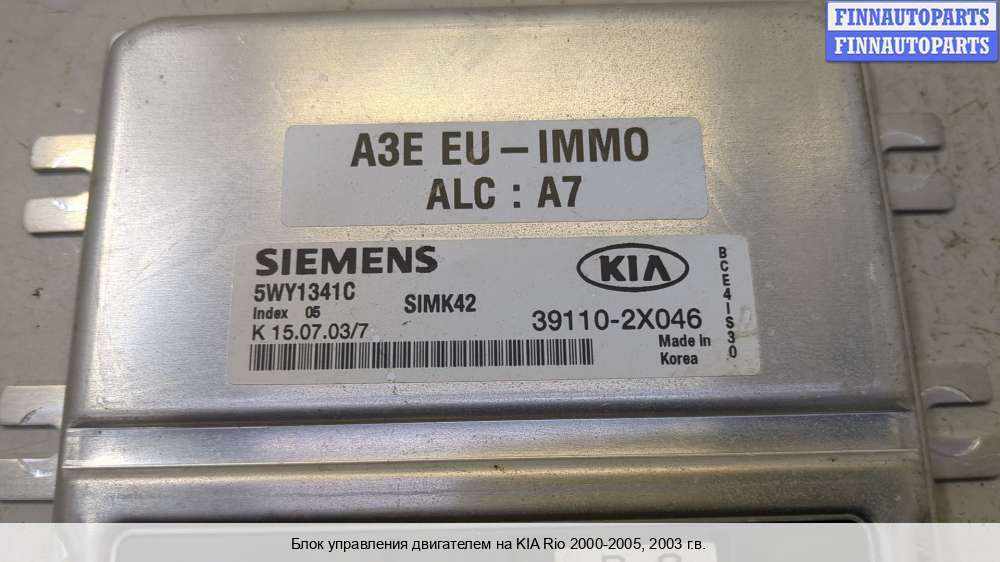 FINNAUTOPARTS
FINNAUTOPARTS
A3E EU – IMMO
ALC : A7
SIEMENS
KIA
5WY1341C
SIMK42
Index 05
K 15.07.03/7
39110-2X046
Made in
Korea
BCE4IS30
Блок управления двигателем на KIA Rio 2000-2005, 2003 г.в.